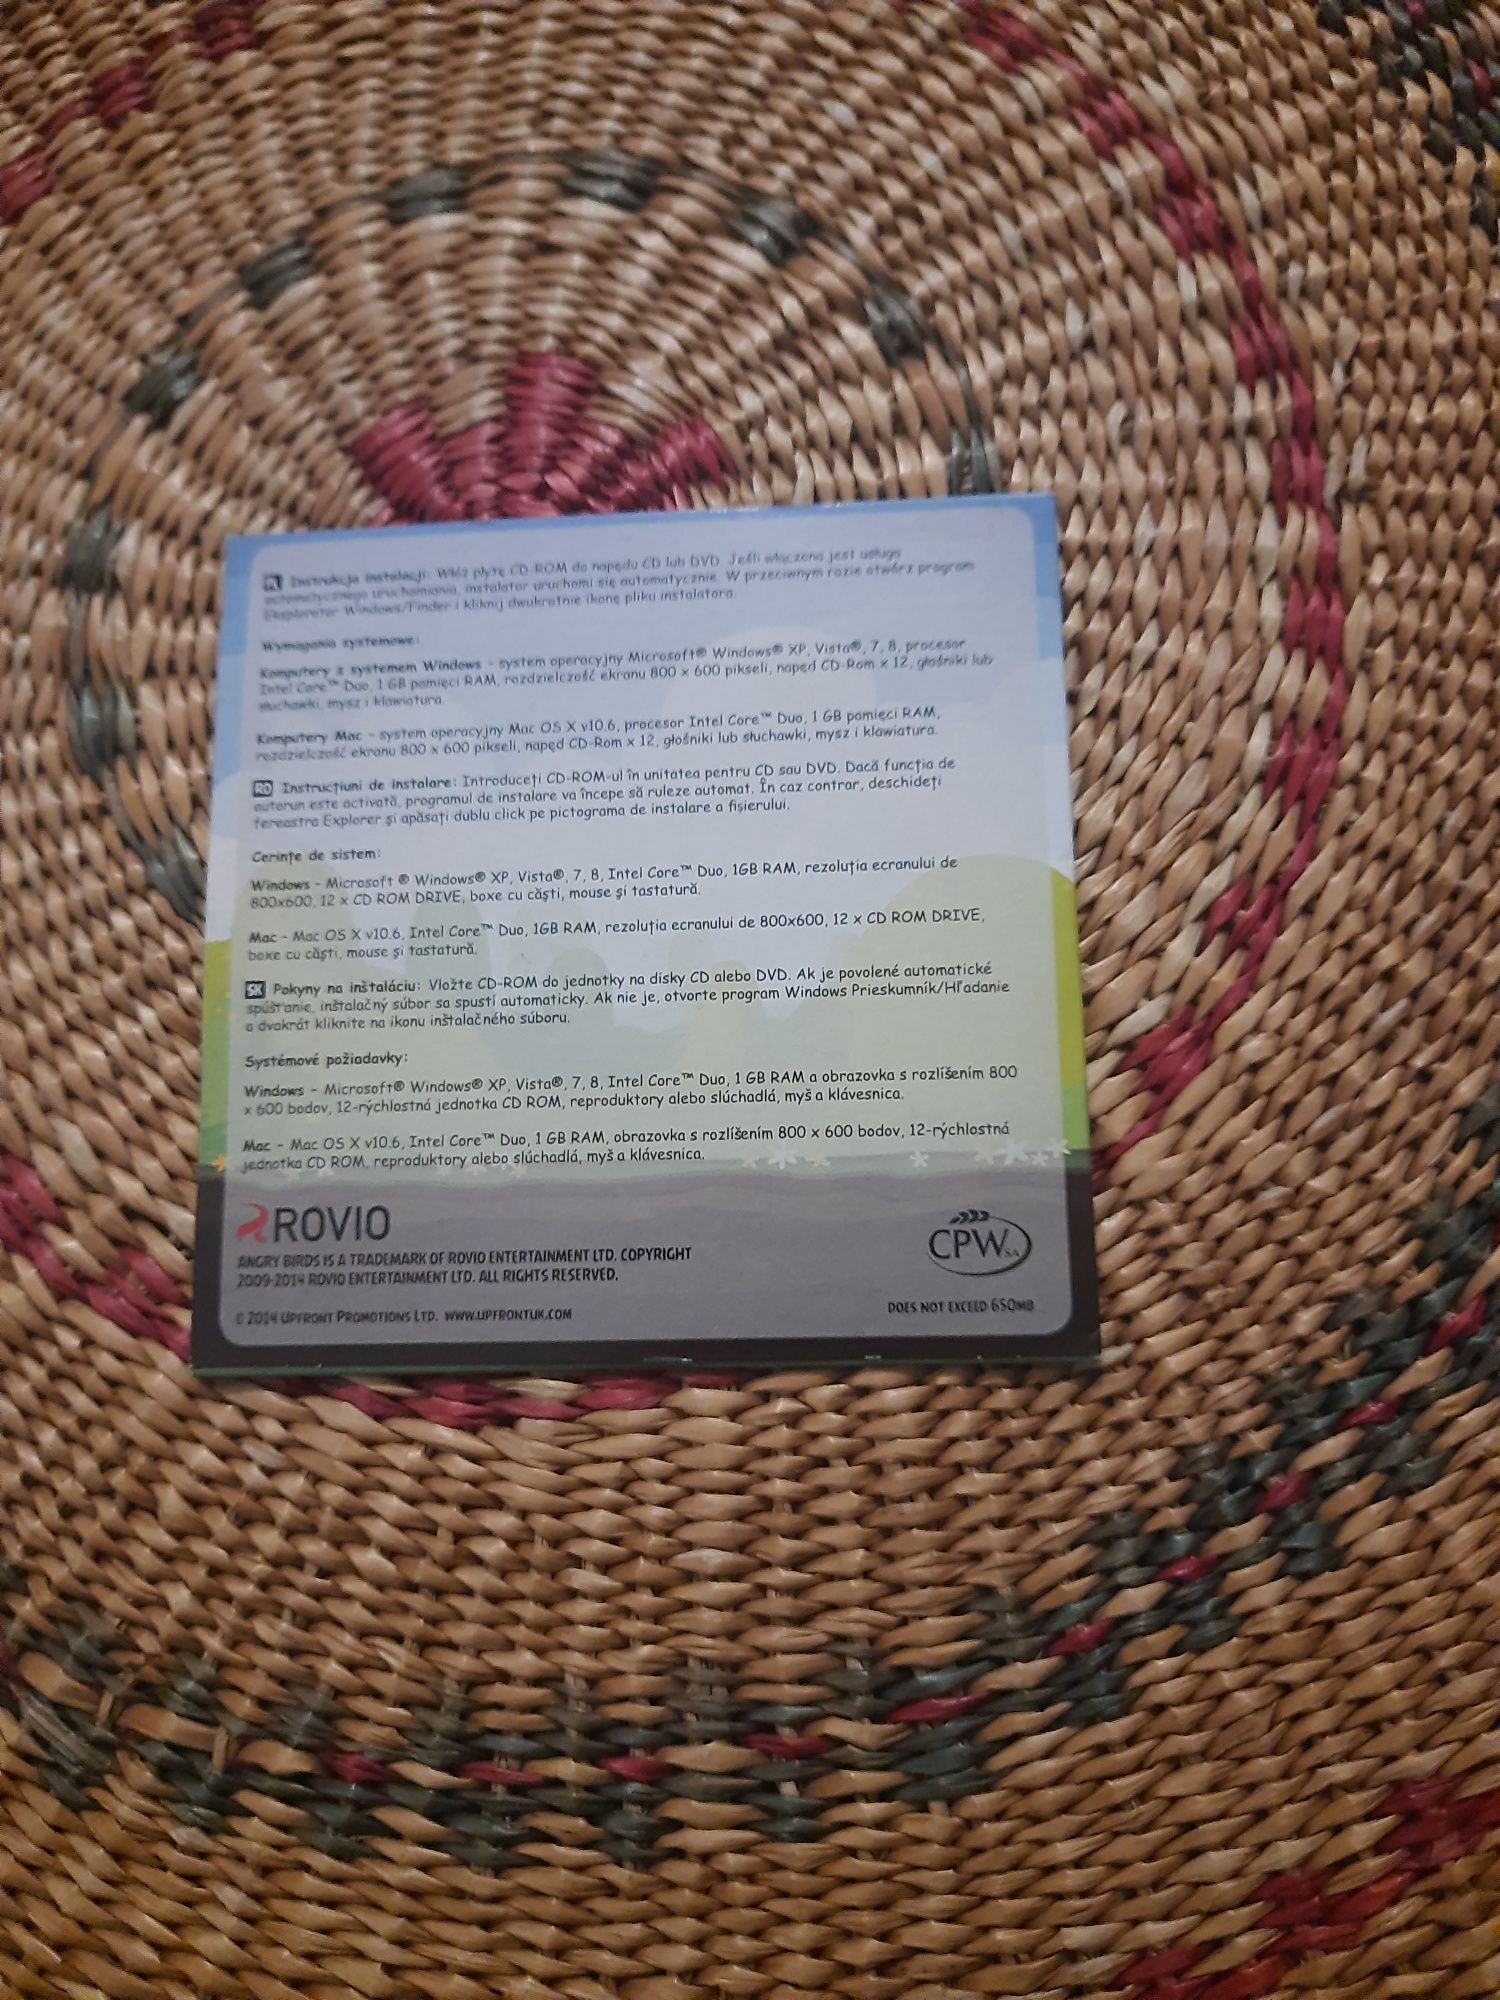 PL Instrukcja instalacji: Włóż płytę CD-ROM do napędu CD lub DVD. Jeśli włączona jest usługa
automatycznego uruchamiania, instalator uruchomi się automatycznie. W przeciwnym razie otwórz program
Eksplorator Windows/Finder i kliknij dwukrotnie ikonę pliku instalatora.
Wymagania systemowe:
Komputery z systemem Windows - system operacyjny Microsoft® Windows® XP, Vista®, 7, 8, procesor
Intel Core™ Duo, 1 GB pamięci RAM, rozdzielczość ekranu 800 x 600 pikseli, napęd CD-Rom x 12, głośniki lub
słuchawki, mysz i klawiatura.
Komputery Mac - system operacyjny Mac OS X v10.6, procesor Intel Core™ Duo, 1 GB pamięci RAM,
rozdzielczość ekranu 800 x 600 pikseli, napęd CD-Rom x 12, głośniki lub słuchawki, mysz i klawiatura.
RO Instrucțiuni de instalare: Introduceți CD-ROM-ul în unitatea pentru CD sau DVD. Dacă funcția de
autorun este activată, programul de instalare va începe să ruleze automat. În caz contrar, deschideți
fereastra Explorer și apăsați dublu click pe pictograma de instalare a fișierului.
Cerințe de sistem:
Windows - Microsoft ® Windows® XP, Vista®, 7, 8, Intel Core™ Duo, 1GB RAM, rezoluția ecranului de
800x600, 12 x CD ROM DRIVE, boxe cu căști, mouse și tastatură.
Mac - Mac OS X v10.6, Intel Core™ Duo, 1GB RAM, rezoluția ecranului de 800x600, 12 x CD ROM DRIVE,
boxe cu căști, mouse și tastatură.
SK Pokyny na inštaláciu: Vložte CD-ROM do jednotky na disky CD alebo DVD. Ak je povolené automatické
spúšťanie, inštalačný súbor sa spustí automaticky. Ak nie je, otvorte program Windows Prieskumník/Hľadanie
a dvakrát kliknite na ikonu inštalačného súboru.
Systémové požiadavky:
Windows - Microsoft® Windows® XP, Vista®, 7, 8, Intel Core™ Duo, 1 GB RAM a obrazovka s rozlíšením 800
x 600 bodov, 12-rýchlostná jednotka CD ROM, reproduktory alebo slúchadlá, myš a klávesnica.
Mac - Mac OS X v10.6, Intel Core™ Duo, 1 GB RAM, obrazovka s rozlíšením 800 x 600 bodov, 12-rýchlostná
jednotka CD ROM, reproduktory alebo slúchadlá, myš a klávesnica.
ROVIO
ANGRY BIRDS IS A TRADEMARK OF ROVIO ENTERTAINMENT LTD. COPYRIGHT
2009-2014 ROVIO ENTERTAINMENT LTD. ALL RIGHTS RESERVED.
© 2014 UPFRONT PROMOTIONS LTD. WWW.UPFRONTUK.COM
CPW SA
DOES NOT EXCEED 650MB